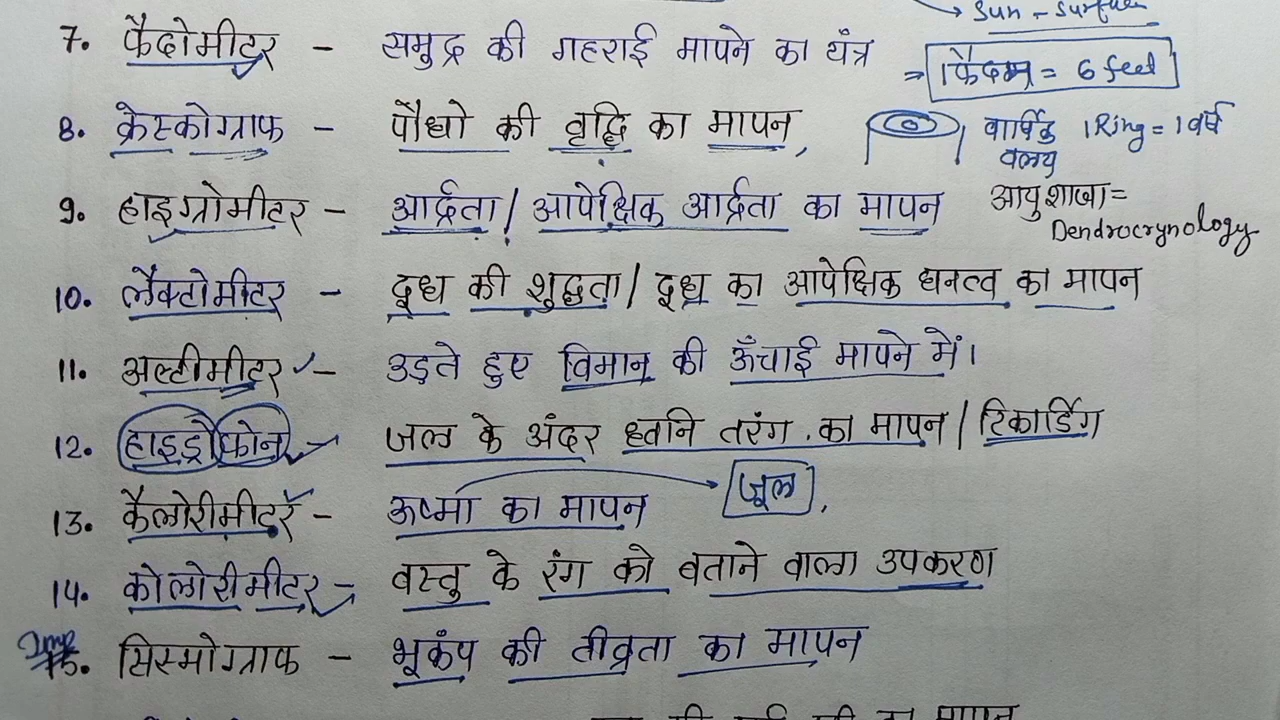 → Sun - Surface
7. फैदोमीटर - समुद्र की गहराई मापने का यंत्र
⇒ फैदम = 6 feet
8. क्रेस्कोग्राफ - पौधो की वृद्धि का मापन,
वार्षिक वलय 1 Ring = 1 वर्ष
9. हाइग्रोमीटर - आर्द्रता / आपेक्षिक आर्द्रता का मापन
आयु शाखा = Dendrocrynology
10. लैक्टोमीटर - दूध की शुद्धता / दूध का आपेक्षिक घनत्व का मापन
11. अल्टीमीटर - उड़ते हुए विमान की ऊँचाई मापने में।
12. हाइड्रोफोन - जल के अंदर ध्वनि तरंग का मापन / रिकार्डिंग
13. कैलोरीमीटर - ऊष्मा का मापन → जूल,
14. कोलोरीमीटर - वस्तु के रंग को बताने वाला उपकरण
Imp
15. सिस्मोग्राफ - भूकंप की तीव्रता का मापन